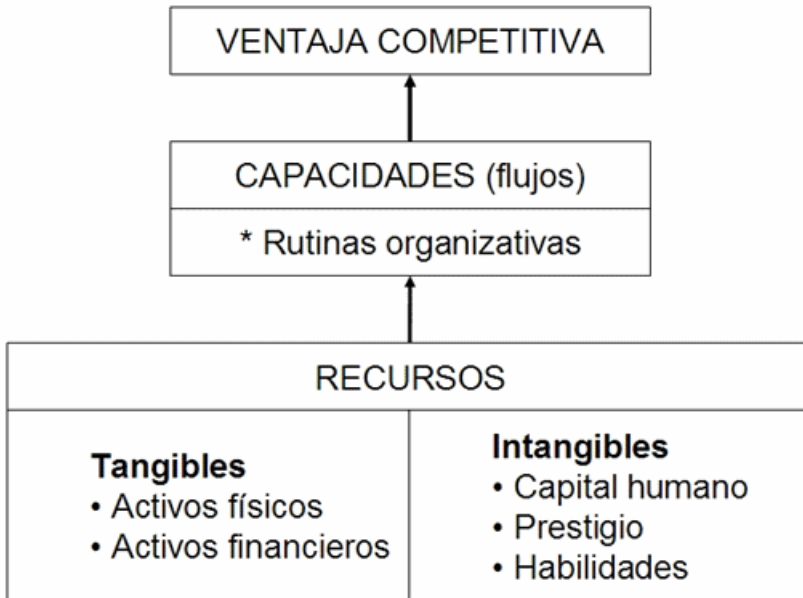 VENTAJA COMPETITIVA
CAPACIDADES (flujos)
* Rutinas organizativas
RECURSOS
Tangibles
• Activos físicos
• Activos financieros
Intangibles
• Capital humano
• Prestigio
• Habilidades